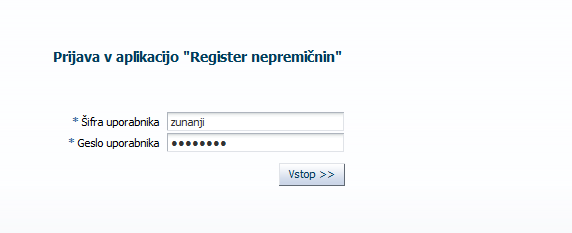 Prijava v aplikacijo "Register nepremičnin"
* Šifra uporabnika zunanji
* Geslo uporabnika ●●●●●●●●
Vstop >>